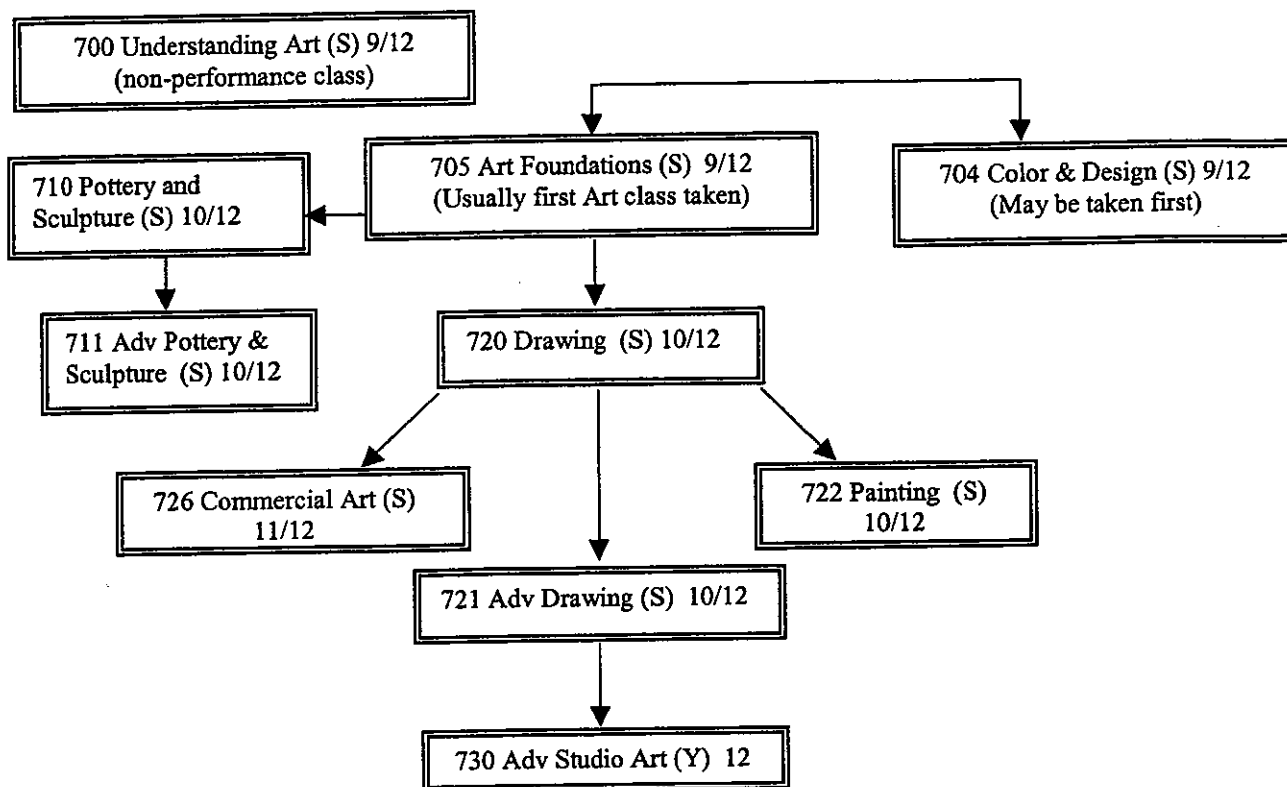 700 Understanding Art (S) 9/12
(non-performance class)
705 Art Foundations (S) 9/12
(Usually first Art class taken)
704 Color & Design (S) 9/12
(May be taken first)
710 Pottery and
Sculpture (S) 10/12
711 Adv Pottery &
Sculpture (S) 10/12
720 Drawing (S) 10/12
726 Commercial Art (S)
11/12
722 Painting (S)
10/12
721 Adv Drawing (S) 10/12
730 Adv Studio Art (Y) 12